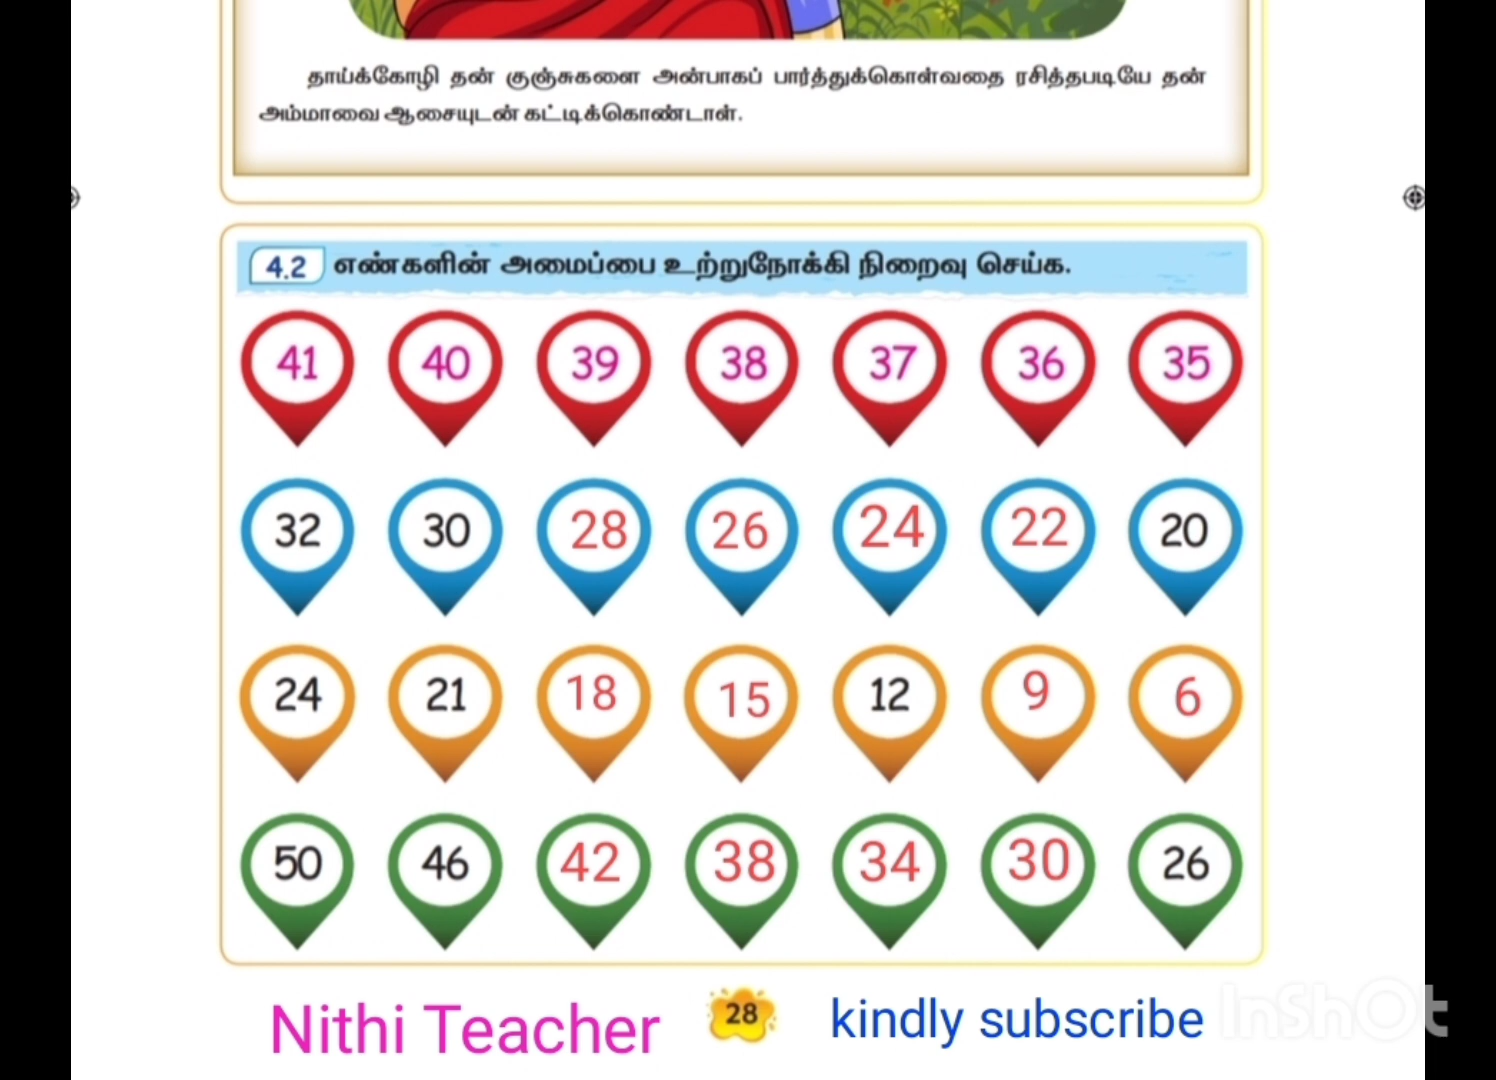 தாய்க்கோழி தன் குஞ்சுகளை அன்பாகப் பார்த்துக்கொள்வதை ரசித்தபடியே தன்
அம்மாவை ஆசையுடன் கட்டிக்கொண்டாள்.
4.2 எண்களின் அமைப்பை உற்றுநோக்கி நிறைவு செய்க.
41 40 39 38 37 36 35
32 30 28 26 24 22 20
24 21 18 15 12 9 6
50 46 42 38 34 30 26
Nithi Teacher 28 kindly subscribe InShOt